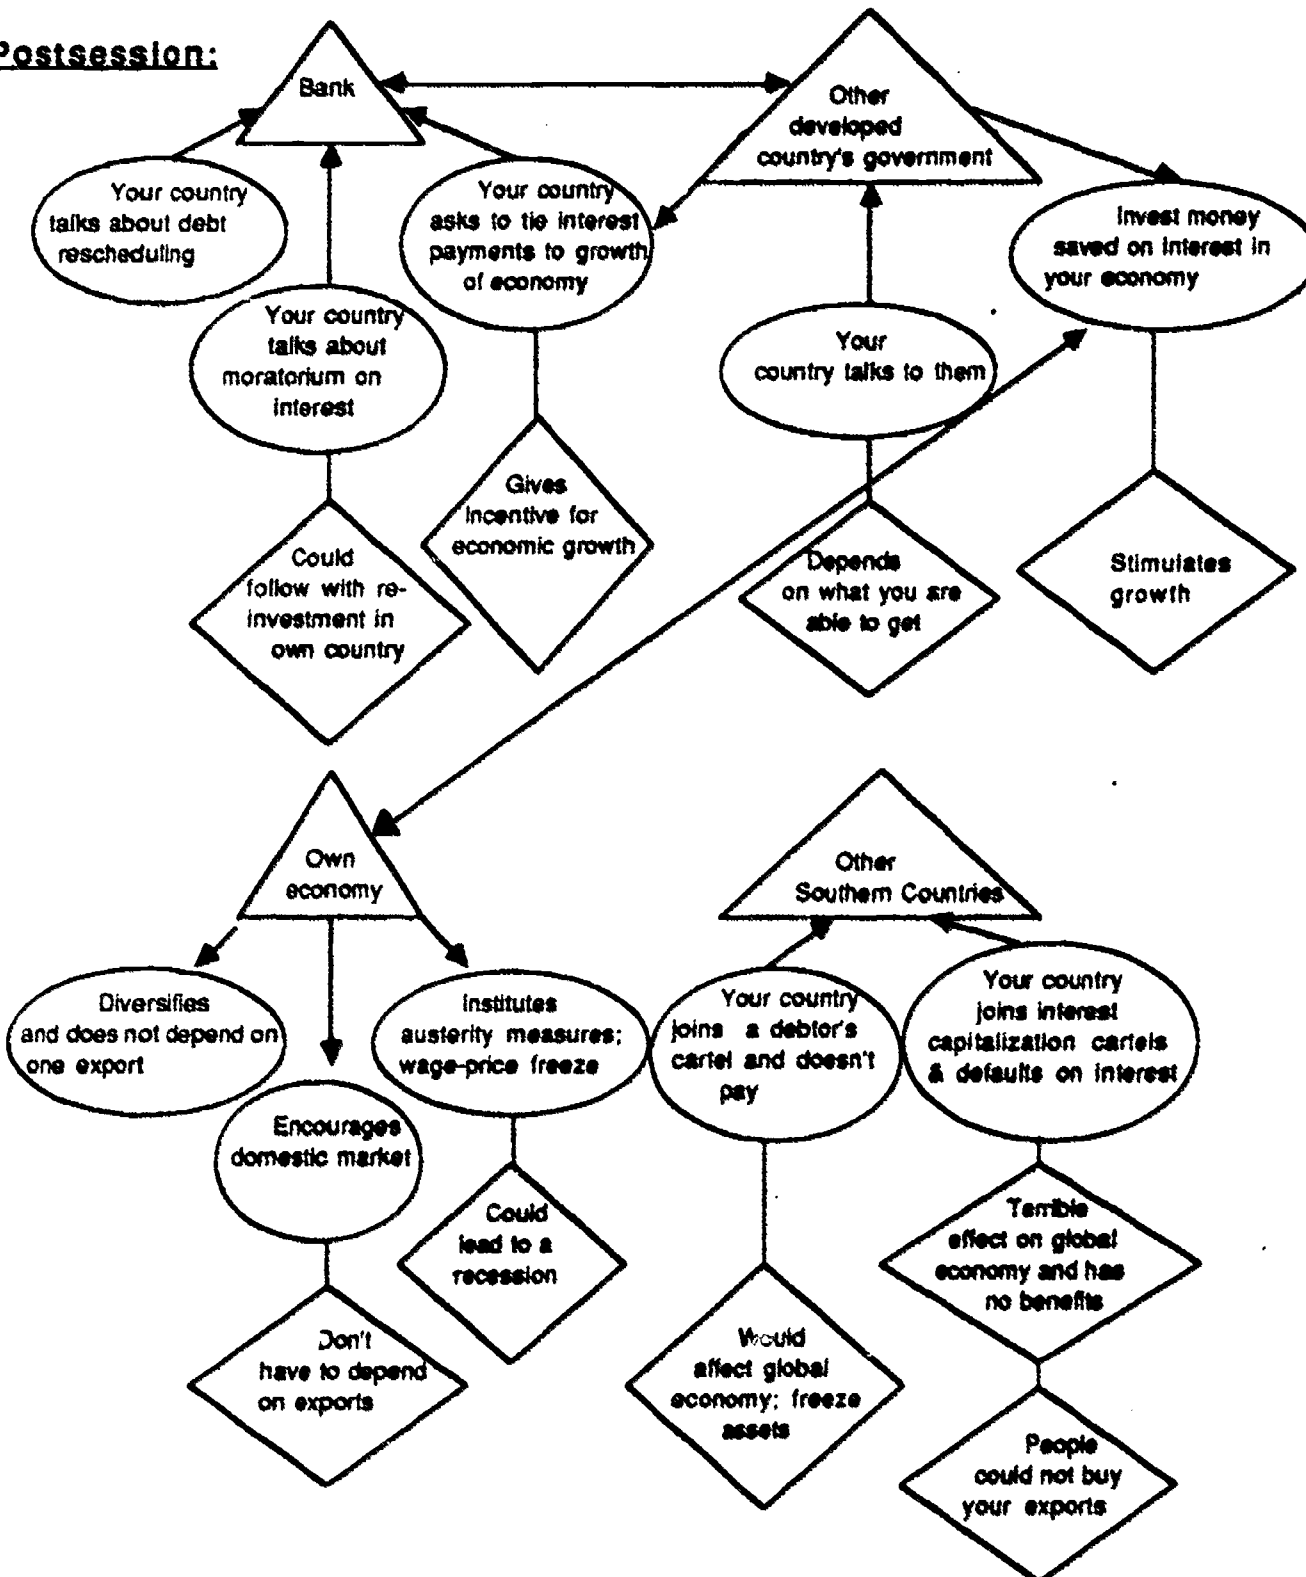 Postsession:
Bank
Other
developed
country's government
Your country
talks about debt
rescheduling
Your country
asks to tie interest
payments to growth
of economy
Invest money
saved on interest in
your economy
Your country
talks about
moratorium on
interest
Your
country talks to them
Gives
incentive for
economic growth
Could
follow with re-
investment in
own country
Depends
on what you are
able to get
Stimulates
growth
Own
economy
Other
Southern Countries
Diversifies
and does not depend on
one export
Institutes
austerity measures;
wage-price freeze
Your country
joins a debtor's
cartel and doesn't
pay
Your country
joins interest
capitalization cartels
& defaults on interest
Encourages
domestic market
Could
lead to a
recession
Terrible
effect on global
economy and has
no benefits
Don't
have to depend
on exports
Would
affect global
economy; freeze
assets
People
could not buy
your exports